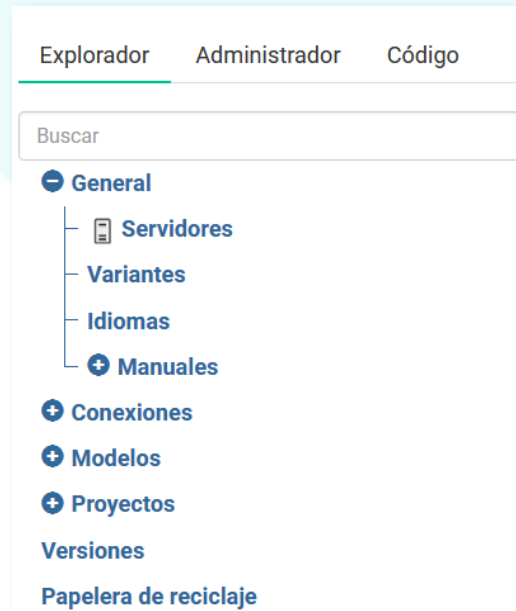 Explorador Administrador Código
Buscar
General
Servidores
Variantes
Idiomas
Manuales
Conexiones
Modelos
Proyectos
Versiones
Papelera de reciclaje